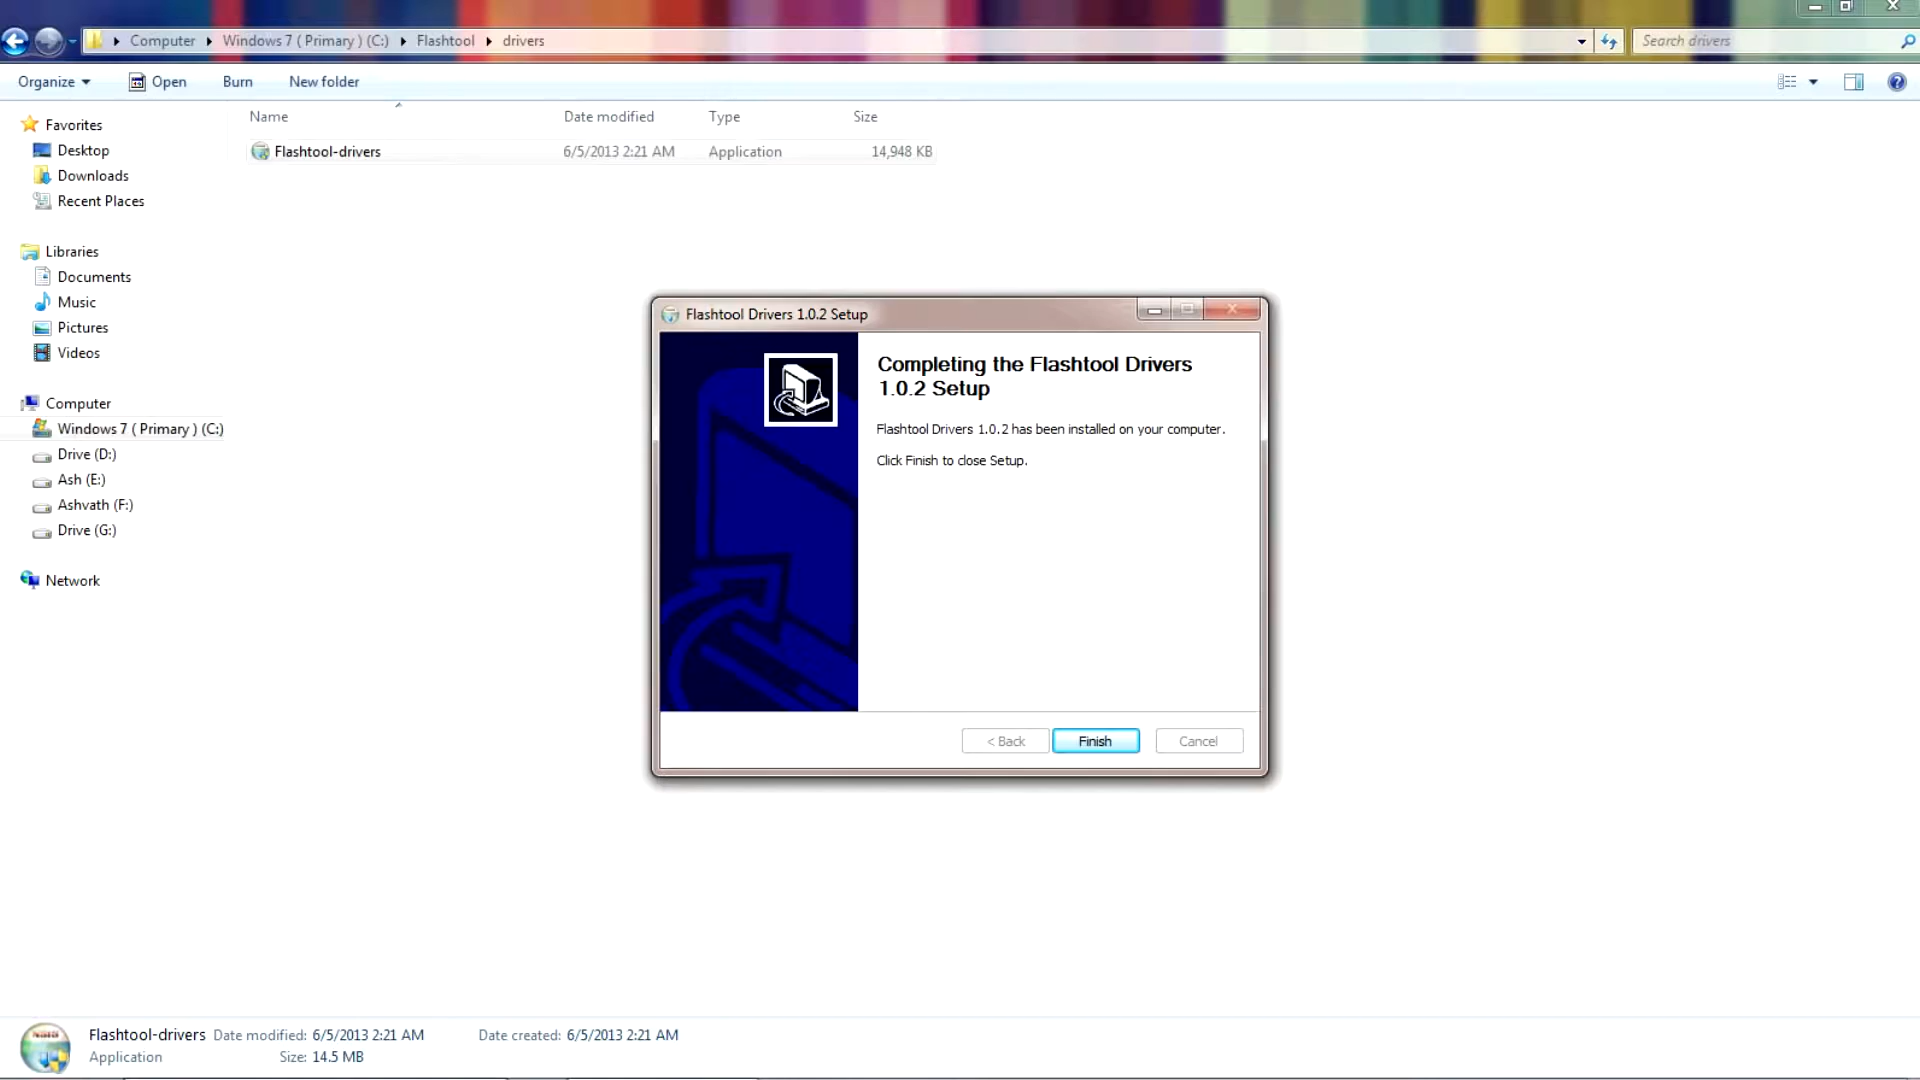 Computer Windows 7 ( Primary ) (C:) Flashtool drivers
Search drivers
Organize Open Burn New folder
Name Date modified Type Size
Flashtool-drivers 6/5/2013 2:21 AM Application 14,948 KB
Favorites
Desktop
Downloads
Recent Places
Libraries
Documents
Music
Pictures
Videos
Computer
Windows 7 ( Primary ) (C:)
Drive (D:)
Ash (E:)
Ashvath (F:)
Drive (G:)
Network
Flashtool Drivers 1.0.2 Setup
Completing the Flashtool Drivers
1.0.2 Setup
Flashtool Drivers 1.0.2 has been installed on your computer.
Click Finish to close Setup.
< Back Finish Cancel
Flashtool-drivers Date modified: 6/5/2013 2:21 AM Date created: 6/5/2013 2:21 AM
Application Size: 14.5 MB